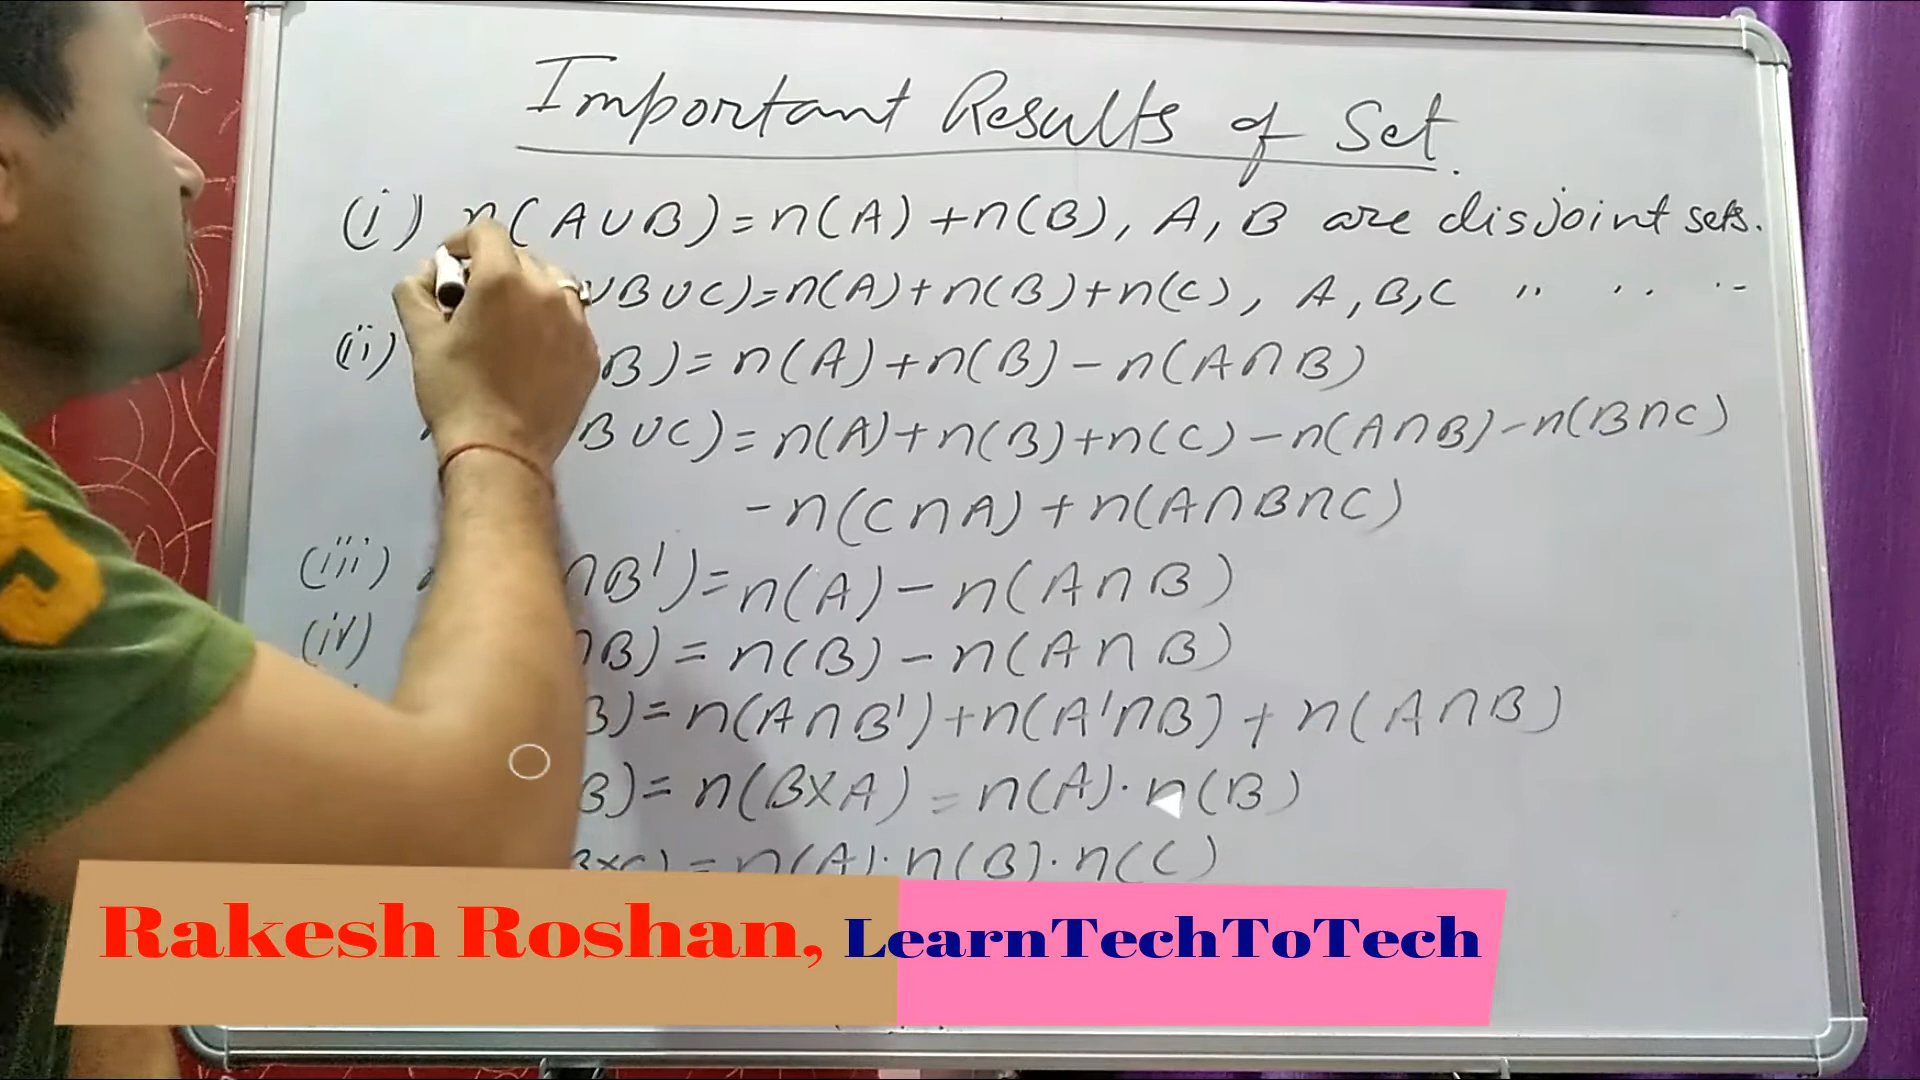 Important Results of Set.
(i) n(A∪B)=n(A)+n(B), A, B are disjoint sets.
∪B∪C)=n(A)+n(B)+n(C), A,B,C " " "
(ii) B)=n(A)+n(B)-n(A∩B)
B∪C)=n(A)+n(B)+n(C)-n(A∩B)-n(B∩C)
-n(C∩A)+n(A∩B∩C)
(iii) ∩B')=n(A)-n(A∩B)
(iv) ∩B)=n(B)-n(A∩B)
B)=n(A∩B')+n(A'∩B)+n(A∩B)
B)=n(B×A)=n(A)·n(B)
B×C)=n(A)·n(B)·n(C)
Rakesh Roshan, LearnTechToTech